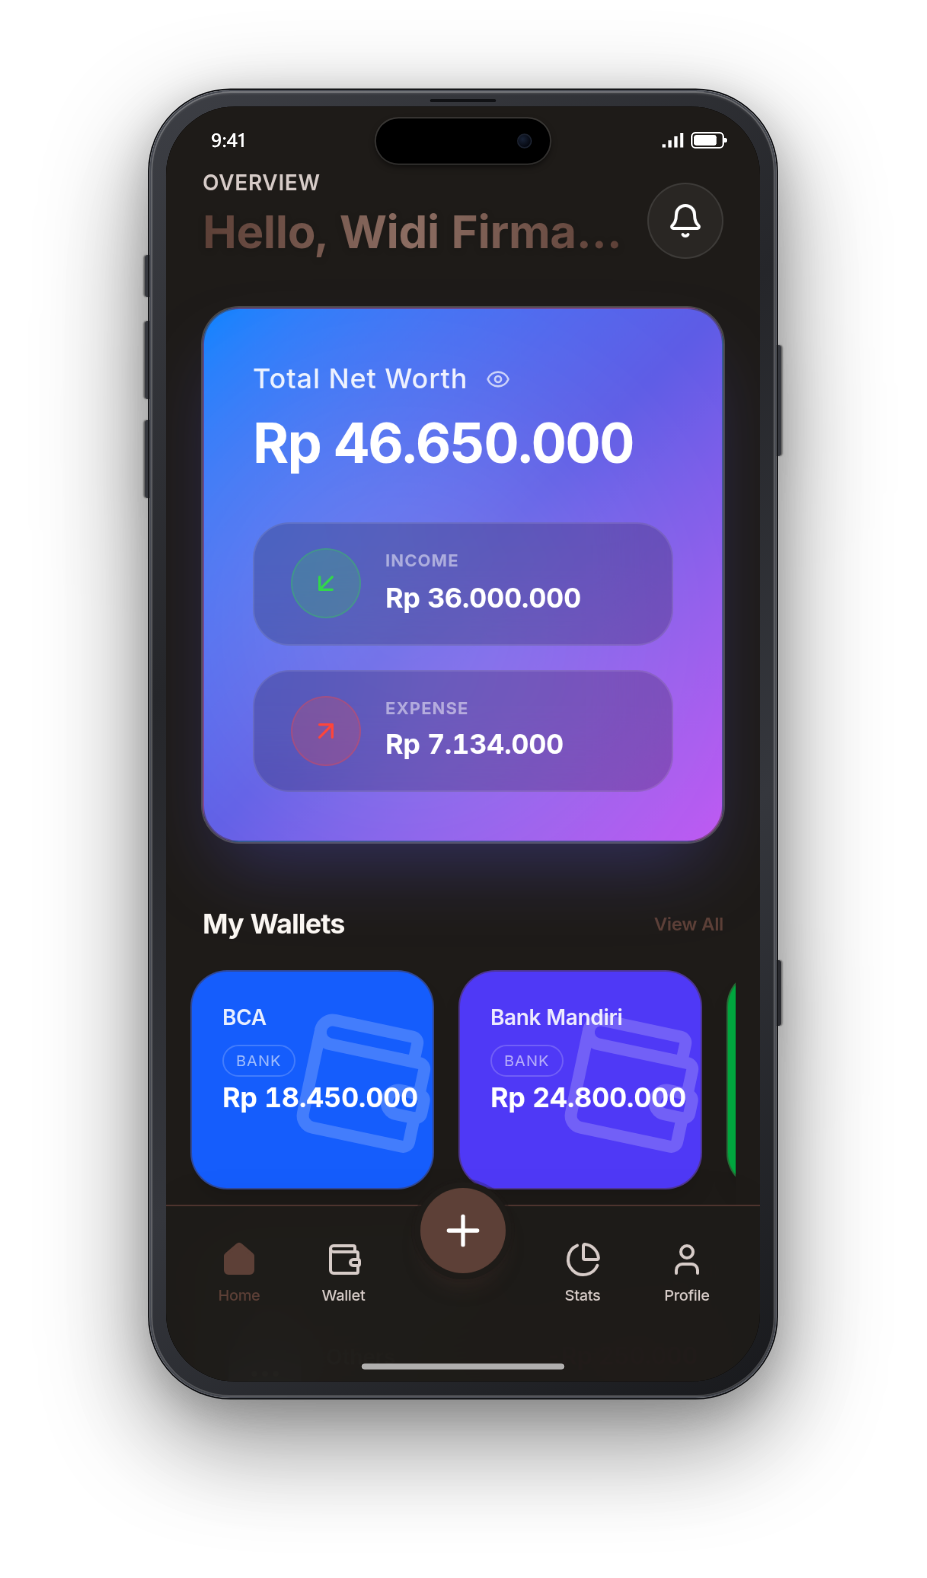 9:41
OVERVIEW
Hello, Widi Firma...
Total Net Worth
Rp 46.650.000
INCOME
Rp 36.000.000
EXPENSE
Rp 7.134.000
My Wallets
View All
BCA
BANK
Rp 18.450.000
Bank Mandiri
BANK
Rp 24.800.000
Home
Wallet
Stats
Profile